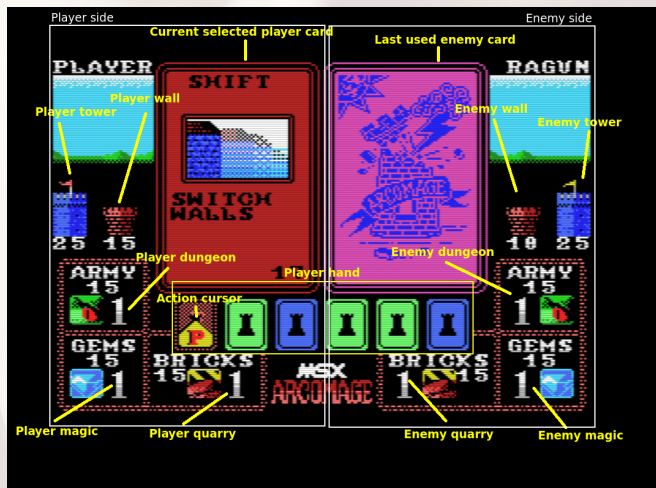 Player side
Enemy side
Current selected player card
Last used enemy card
PLAYER
SHIFT
RAGUN
Player tower
Player wall
Enemy wall
Enemy tower
SWITCH
WALLS
25 15
10 25
Player dungeon
Enemy dungeon
Player hand
ARMY
15
1
ARMY
15
1
Action cursor
P
GEMS
15
1
BRICKS
15 1
MSX
ARCOMAGE
BRICKS
1 15
GEMS
15
1
Player magic
Player quarry
Enemy quarry
Enemy magic